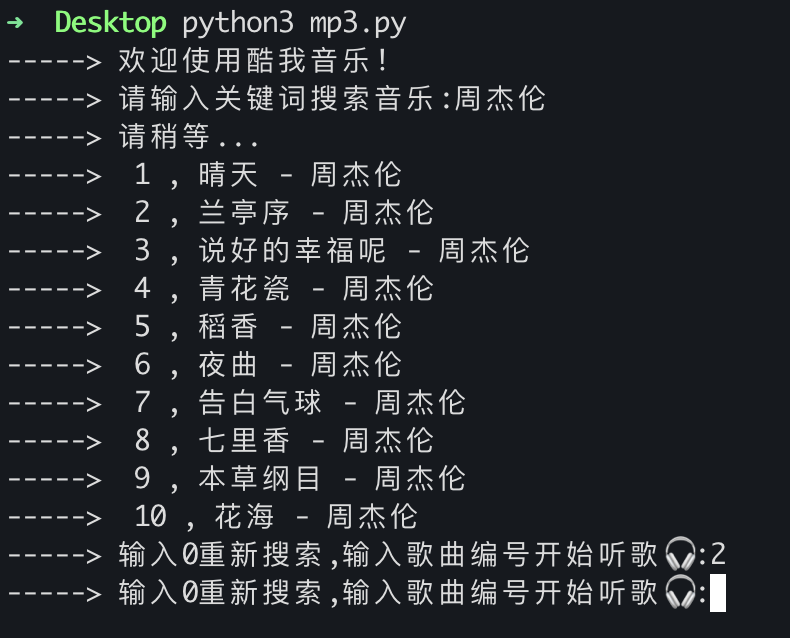 ➜ Desktop python3 mp3.py
-----> 欢迎使用酷我音乐！
-----> 请输入关键词搜索音乐:周杰伦
-----> 请稍等...
-----> 1 , 晴天 - 周杰伦
-----> 2 , 兰亭序 - 周杰伦
-----> 3 , 说好的幸福呢 - 周杰伦
-----> 4 , 青花瓷 - 周杰伦
-----> 5 , 稻香 - 周杰伦
-----> 6 , 夜曲 - 周杰伦
-----> 7 , 告白气球 - 周杰伦
-----> 8 , 七里香 - 周杰伦
-----> 9 , 本草纲目 - 周杰伦
-----> 10 , 花海 - 周杰伦
-----> 输入0重新搜索,输入歌曲编号开始听歌🎧:2
-----> 输入0重新搜索,输入歌曲编号开始听歌🎧: